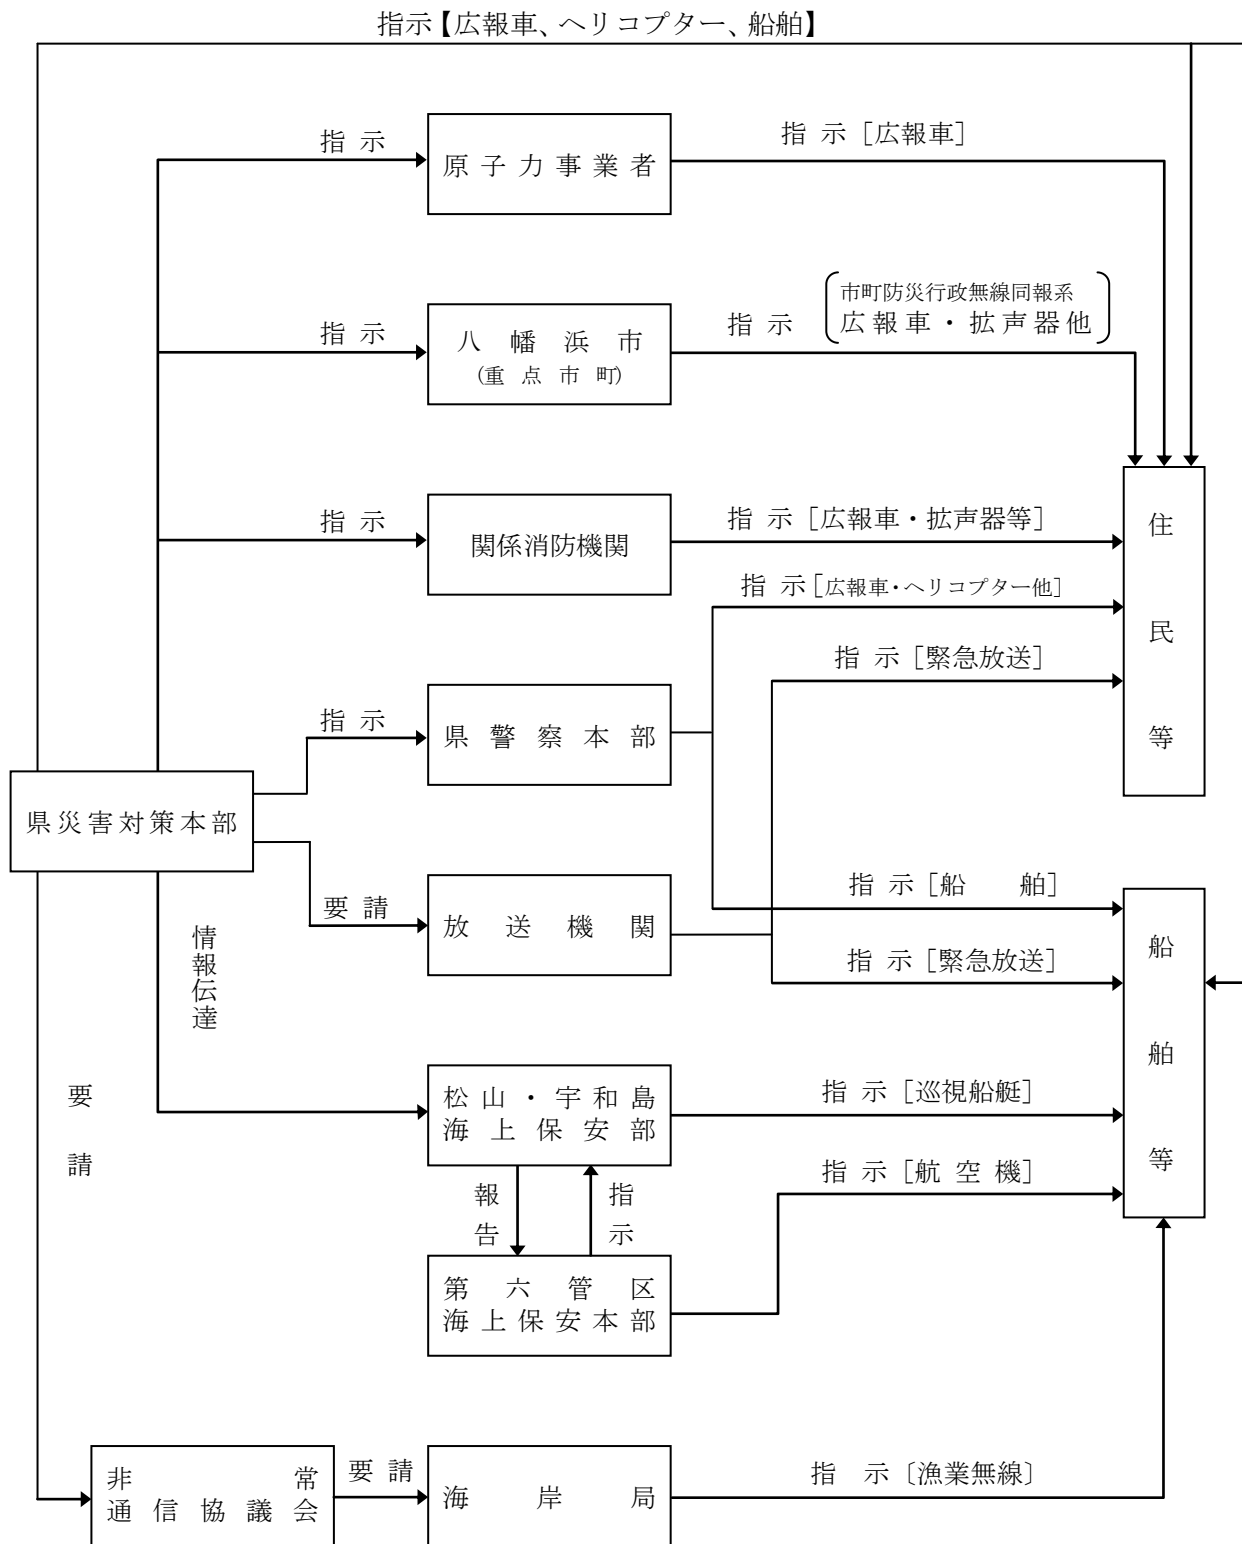 指示【広報車、ヘリコプター、船舶】
指示
原子力事業者
指示［広報車］
指示
八幡浜市
(重点市町)
指示
市町防災行政無線同報系
広報車・拡声器他
指示
関係消防機関
指示［広報車・拡声器等］
指示［広報車・ヘリコプター他］
指示［緊急放送］
住民等
指示
県警察本部
県災害対策本部
要請
放送機関
指示［船舶］
指示［緊急放送］
情報伝達
松山・宇和島
海上保安部
指示［巡視船艇］
報告
指示
第六管区
海上保安本部
指示［航空機］
船舶等
要請
非常
通信協議会
要請
海岸局
指示〔漁業無線〕